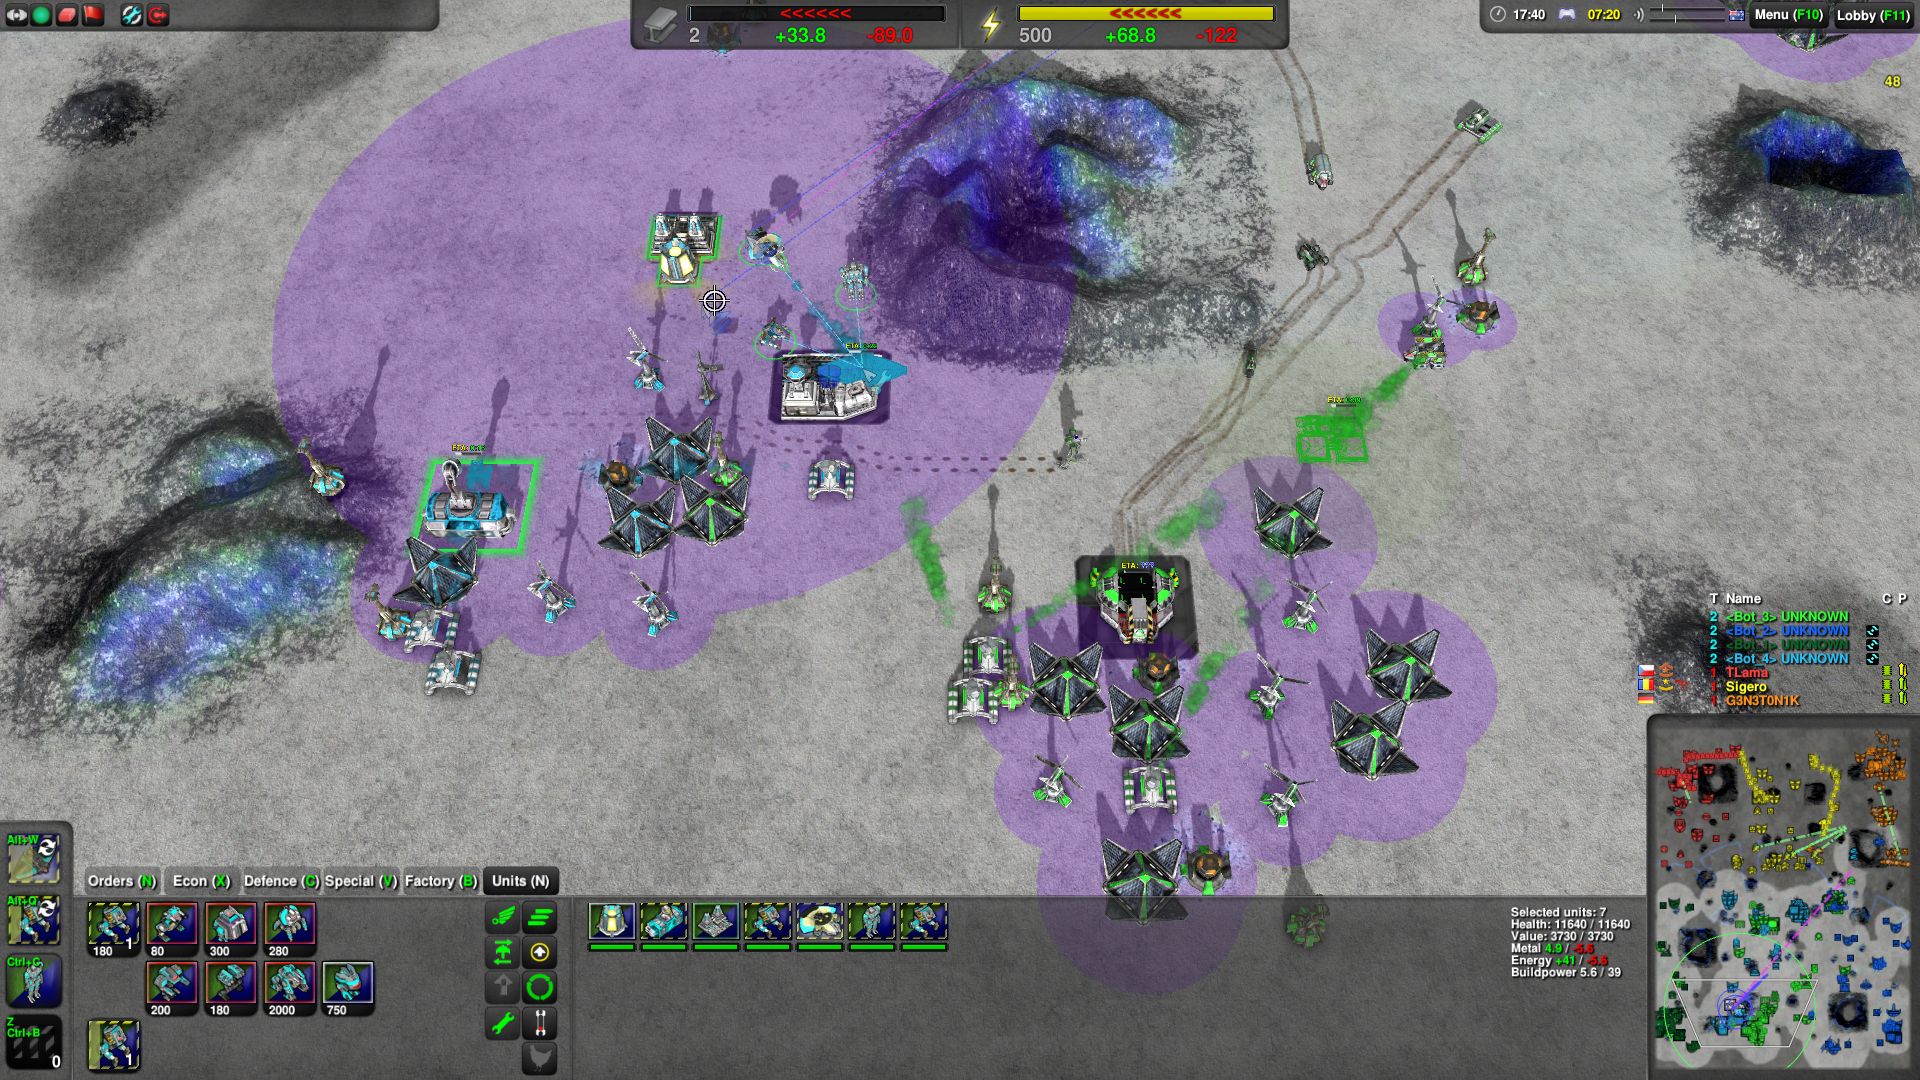 2 +33.8 -89.0 500 +68.8 -122
17:40 07:20 Menu (F10) Lobby (F11)
48
T Name C P
2 <Bot_3> UNKNOWN
2 <Bot_2> UNKNOWN
2 <Bot_1> UNKNOWN
2 <Bot_4> UNKNOWN
1 TLama
1 Sigero
1 G3N3T0N1K
Alt+W
Alt+Q
Ctrl+C
Z
Ctrl+B
0
Orders (N) Econ (X) Defence (C) Special (V) Factory (B) Units (N)
180 1 80 300 280
200 180 2000 750
1
Selected units: 7
Health: 11640 / 11640
Value: 3730 / 3730
Metal 4.9 / -5.6
Energy +41 / -5.6
Buildpower 5.6 / 39
ETA:
ETA:
ETA: ???
ETA: